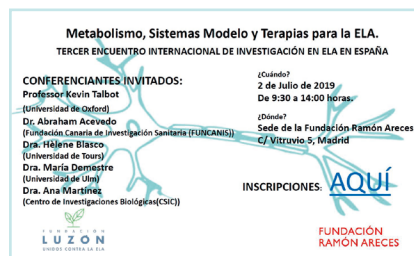 Metabolismo, Sistemas Modelo y Terapias para la ELA.
TERCER ENCUENTRO INTERNACIONAL DE INVESTIGACIÓN EN ELA EN ESPAÑA
CONFERENCIANTES INVITADOS:
Professor Kevin Talbot
(Universidad de Oxford)
Dr. Abraham Acevedo
(Fundación Canaria de Investigación Sanitaria (FUNCANIS))
Dra. Hélène Blasco
(Universidad de Tours)
Dra. María Demestre
(Universidad de Ulm)
Dra. Ana Martínez
(Centro de Investigaciones Biológicas(CSIC))
¿Cuándo?
2 de Julio de 2019
De 9:30 a 14:00 horas.
¿Dónde?
Sede de la Fundación Ramón Areces
C/ Vitruvio 5, Madrid
INSCRIPCIONES: AQUÍ
FUNDACIÓN
LUZÓN
UNIDOS CONTRA LA ELA
FUNDACIÓN
RAMÓN ARECES